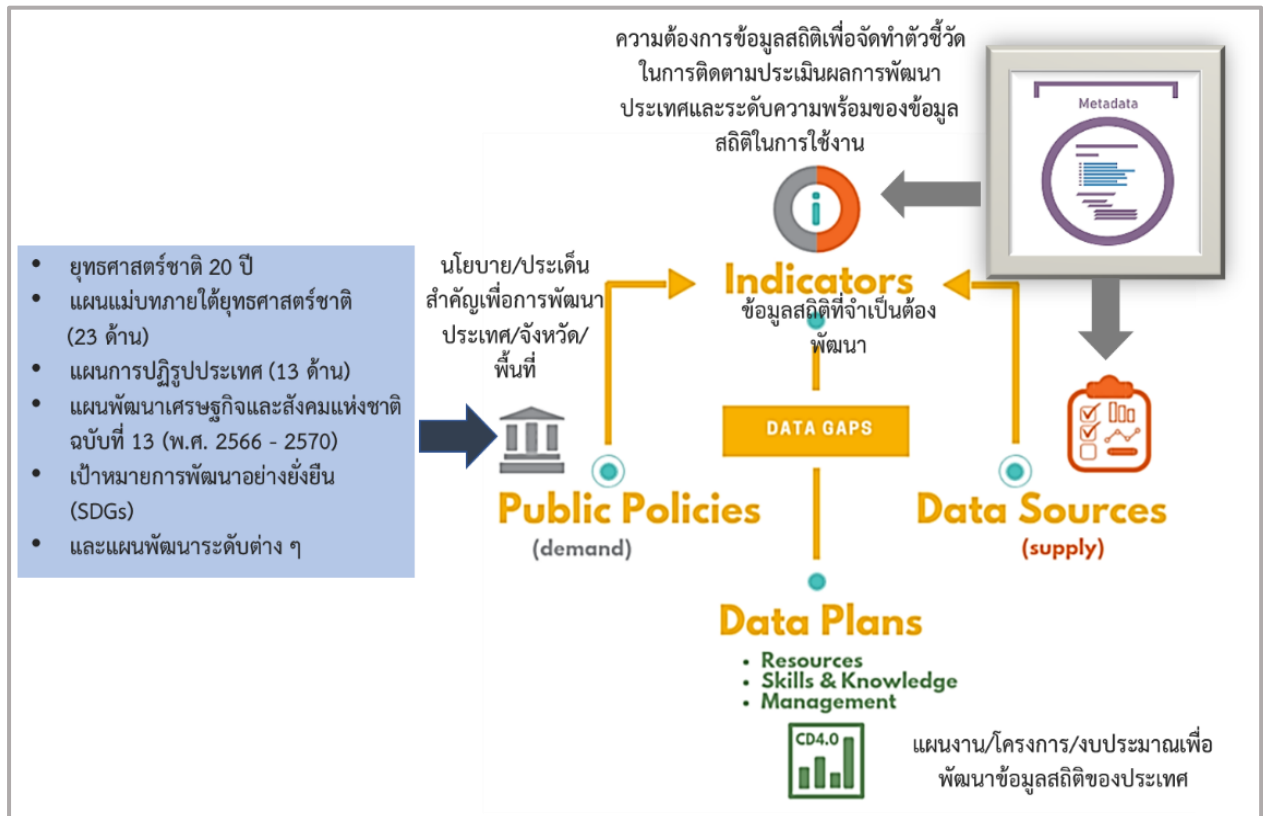 ความต้องการข้อมูลสถิติเพื่อจัดทำตัวชี้วัด
ในการติดตามประเมินผลการพัฒนา
ประเทศและระดับความพร้อมของข้อมูล
สถิติในการใช้งาน
Metadata
• ยุทธศาสตร์ชาติ 20 ปี
• แผนแม่บทภายใต้ยุทธศาสตร์ชาติ
(23 ด้าน)
• แผนการปฏิรูปประเทศ (13 ด้าน)
• แผนพัฒนาเศรษฐกิจและสังคมแห่งชาติ
ฉบับที่ 13 (พ.ศ. 2566 - 2570)
• เป้าหมายการพัฒนาอย่างยั่งยืน
(SDGs)
• และแผนพัฒนาระดับต่าง ๆ
นโยบาย/ประเด็น
สำคัญเพื่อการพัฒนา
ประเทศ/จังหวัด/
พื้นที่
i
Indicators
ข้อมูลสถิติที่จำเป็นต้อง
พัฒนา
DATA GAPS
Public Policies
(demand)
Data Sources
(supply)
Data Plans
• Resources
• Skills & Knowledge
• Management
CD4.0
แผนงาน/โครงการ/งบประมาณเพื่อ
พัฒนาข้อมูลสถิติของประเทศ